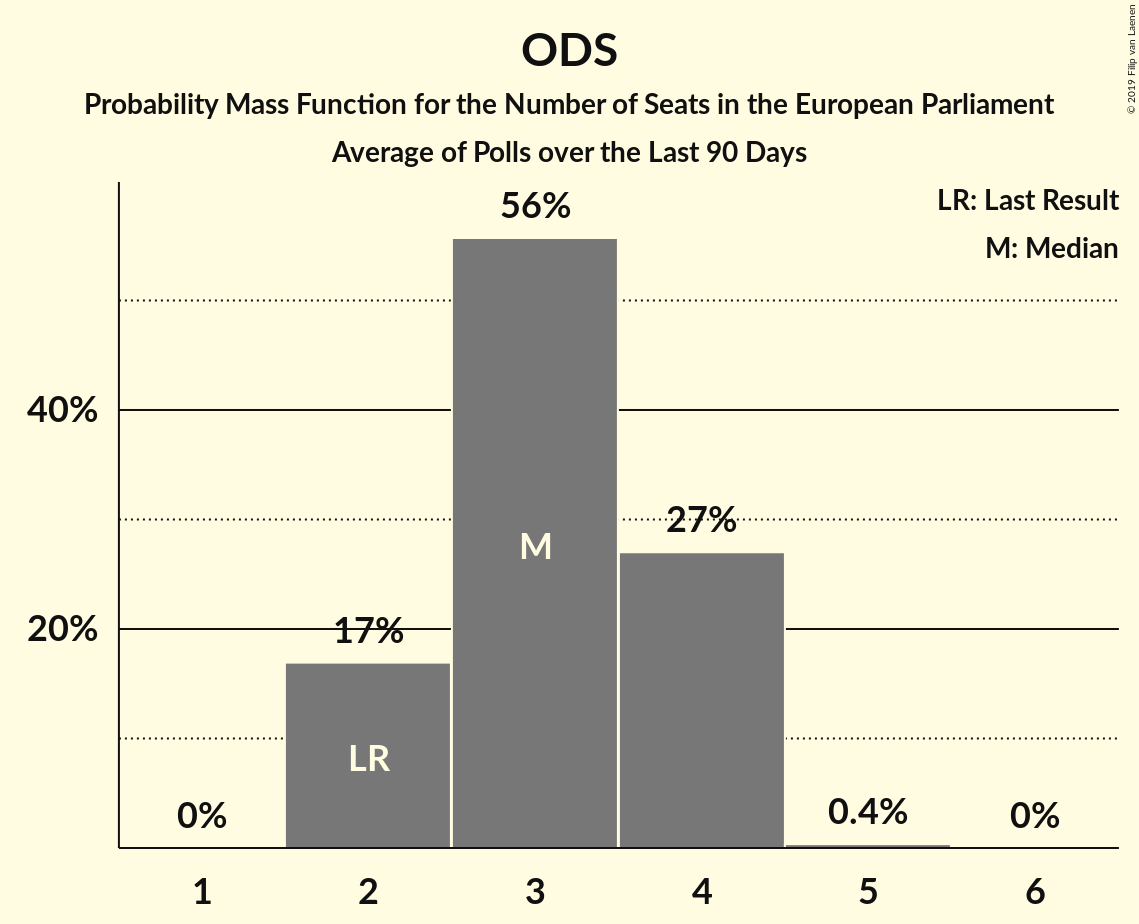 ODS
Probability Mass Function for the Number of Seats in the European Parliament
Average of Polls over the Last 90 Days
© 2019 Filip van Laenen
LR: Last Result
M: Median
56%
40%
27%
M
20%
17%
LR
0%
0.4%
0%
1 2 3 4 5 6